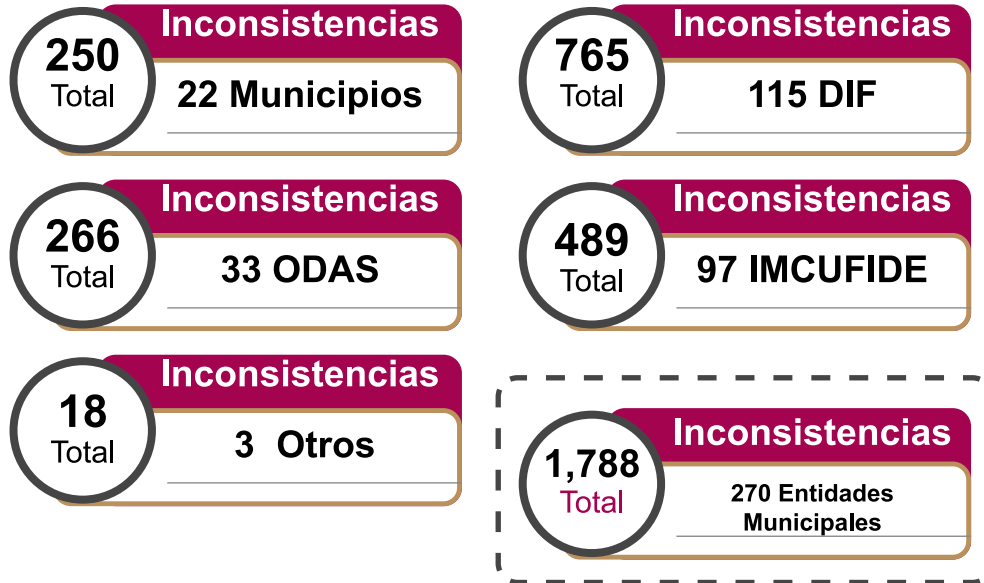 Inconsistencias
250
Total
22 Municipios
Inconsistencias
765
Total
115 DIF
Inconsistencias
266
Total
33 ODAS
Inconsistencias
489
Total
97 IMCUFIDE
Inconsistencias
18
Total
3 Otros
Inconsistencias
1,788
Total
270 Entidades
Municipales